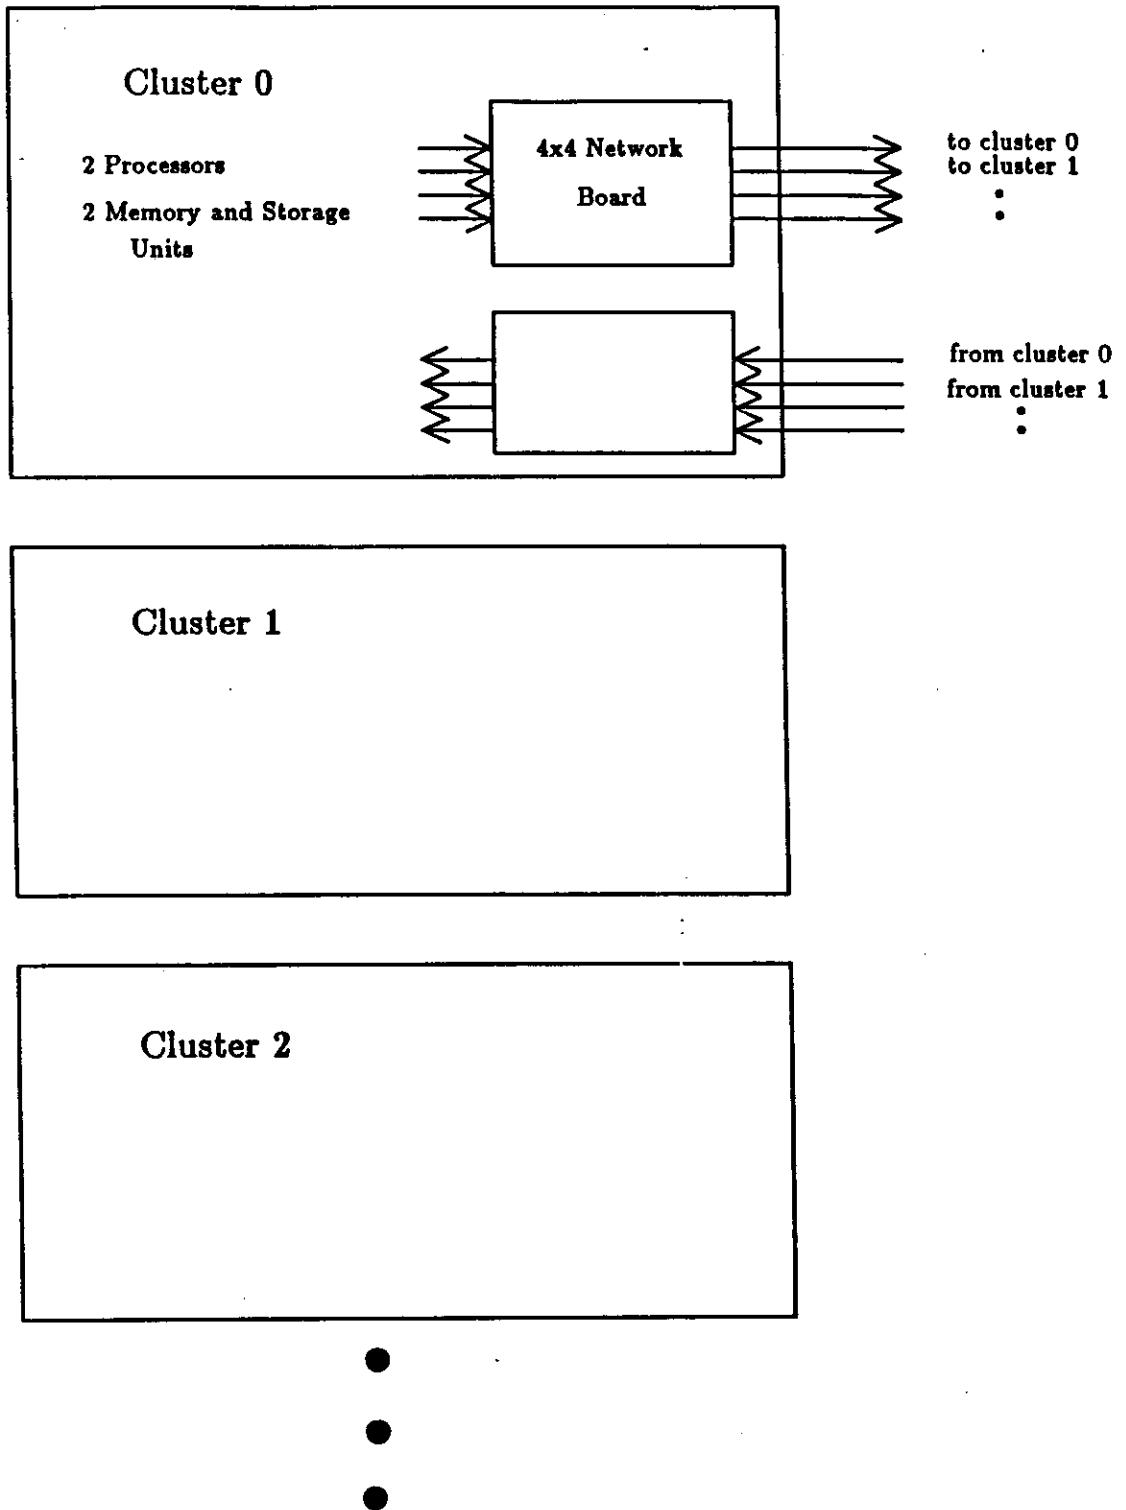 Cluster 0
2 Processors
2 Memory and Storage
Units
4x4 Network
Board
to cluster 0
to cluster 1
from cluster 0
from cluster 1
Cluster 1
Cluster 2